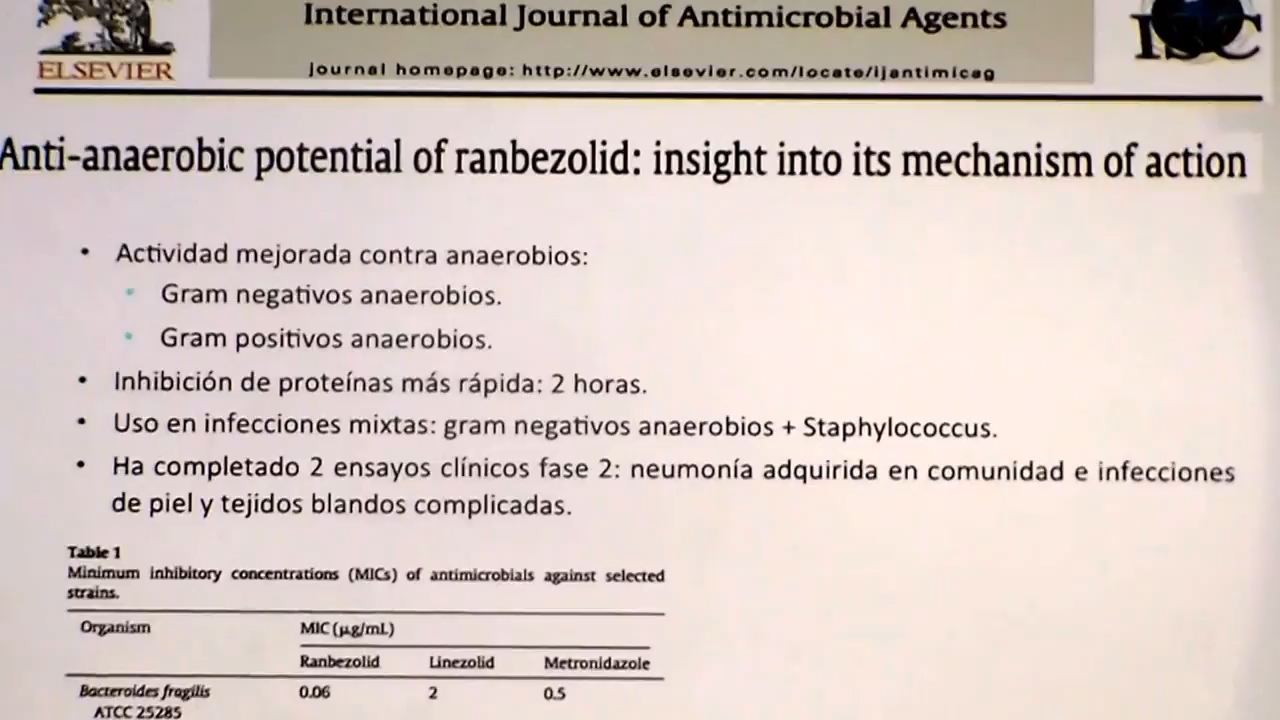 International Journal of Antimicrobial Agents
ELSEVIER
journal homepage: http://www.elsevier.com/locate/ijantimicag
ISC
Anti-anaerobic potential of ranbezolid: insight into its mechanism of action
• Actividad mejorada contra anaerobios:
• Gram negativos anaerobios.
• Gram positivos anaerobios.
• Inhibición de proteínas más rápida: 2 horas.
• Uso en infecciones mixtas: gram negativos anaerobios + Staphylococcus.
• Ha completado 2 ensayos clínicos fase 2: neumonía adquirida en comunidad e infecciones
de piel y tejidos blandos complicadas.
Table 1
Minimum inhibitory concentrations (MICs) of antimicrobials against selected
strains.
Organism MIC (μg/mL)
Ranbezolid Linezolid Metronidazole
Bacteroides fragilis 0.06 2 0.5
ATCC 25285